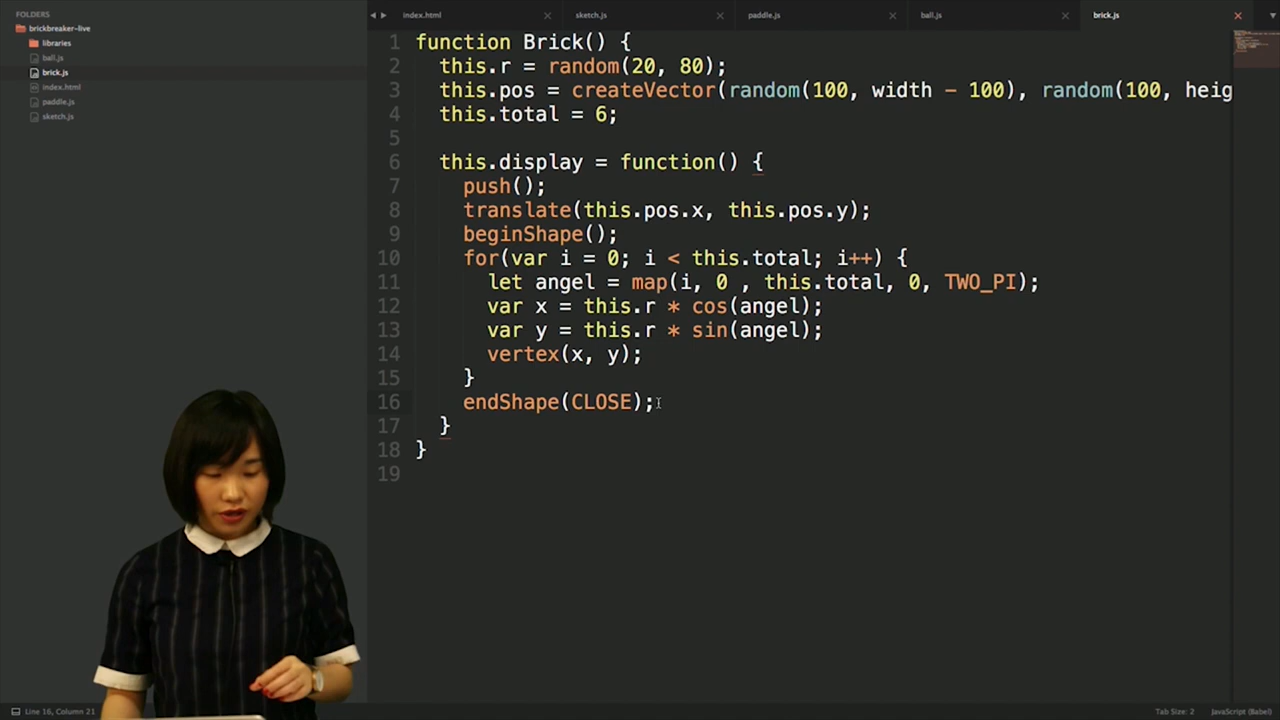 FOLDERS
brickbreaker-live
libraries
ball.js
brick.js
index.html
paddle.js
sketch.js
index.html
sketch.js
paddle.js
ball.js
brick.js
1 function Brick() {
2 this.r = random(20, 80);
3 this.pos = createVector(random(100, width - 100), random(100, heig
4 this.total = 6;
5
6 this.display = function() {
7 push();
8 translate(this.pos.x, this.pos.y);
9 beginShape();
10 for(var i = 0; i < this.total; i++) {
11 let angel = map(i, 0 , this.total, 0, TWO_PI);
12 var x = this.r * cos(angel);
13 var y = this.r * sin(angel);
14 vertex(x, y);
15 }
16 endShape(CLOSE);
17 }
18 }
19
Line 16, Column 21
Tab Size: 2
JavaScript (Babel)